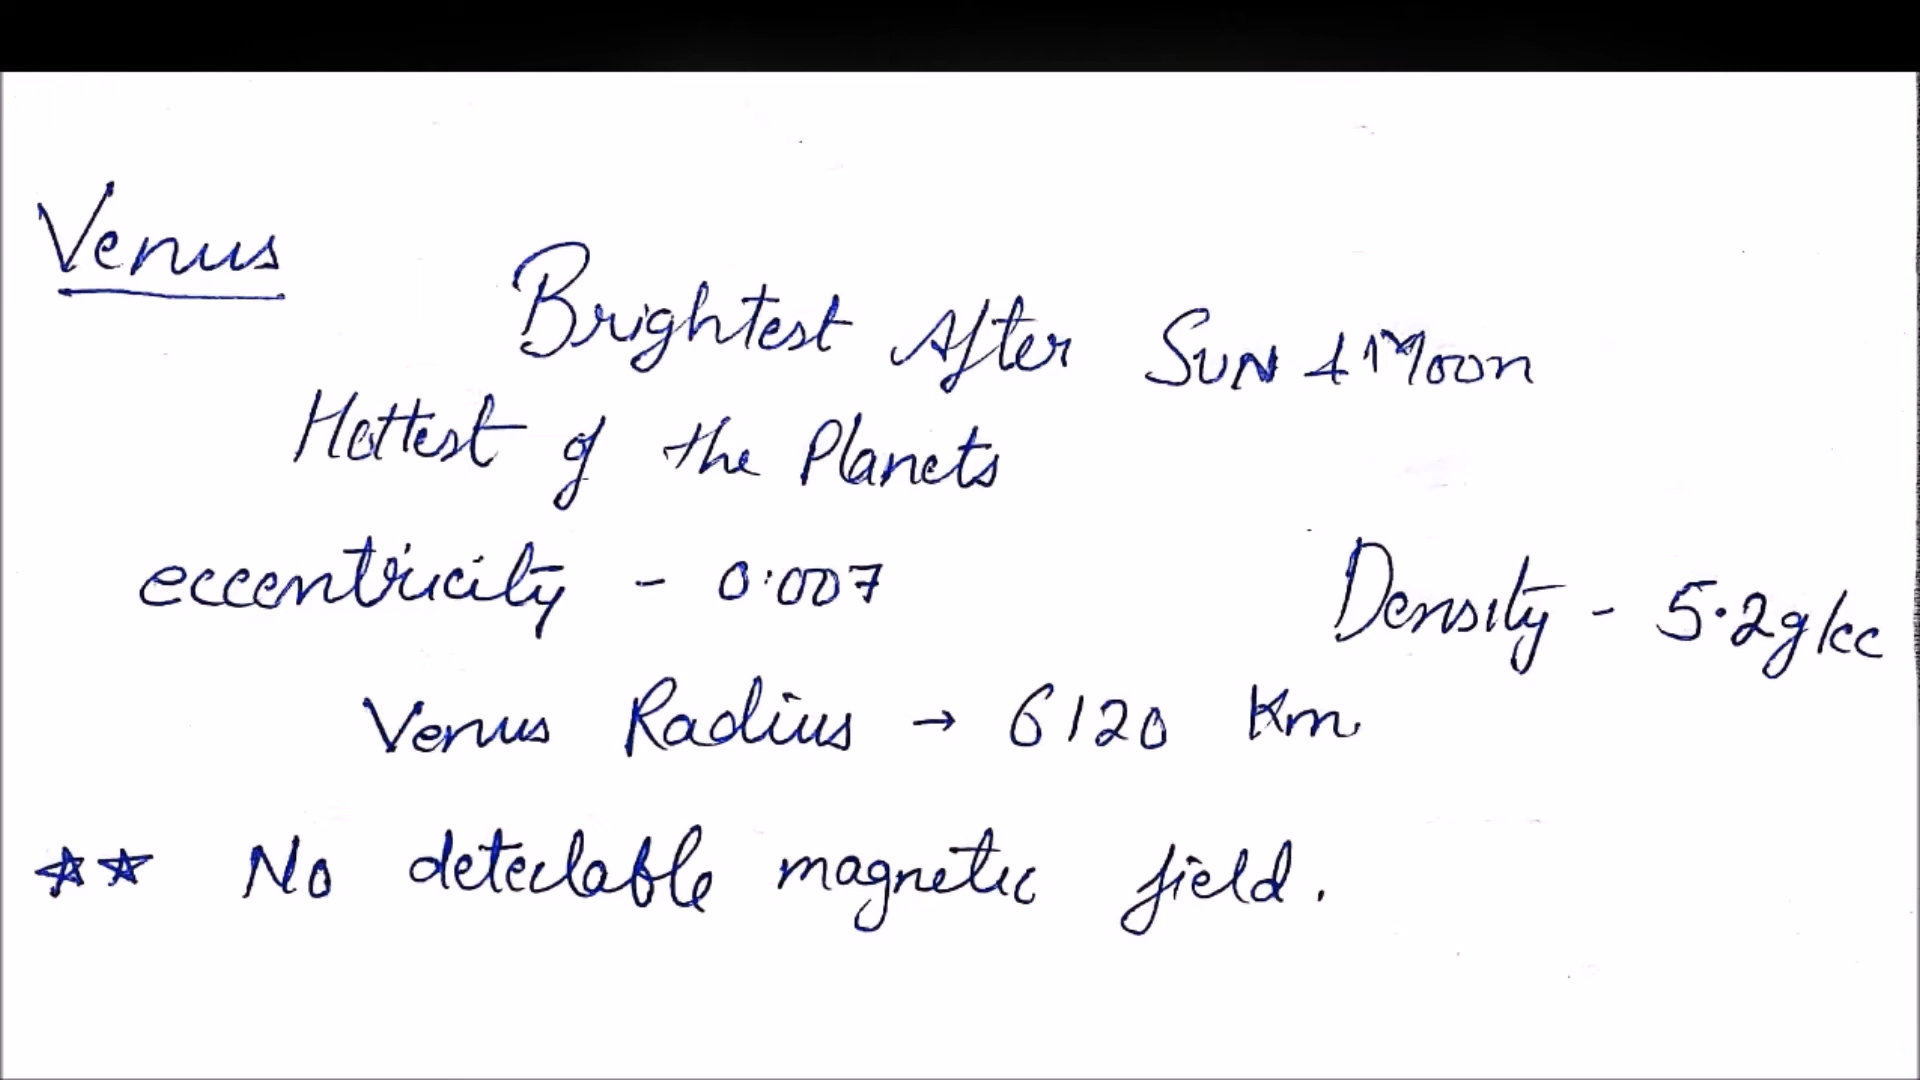 Venus
Brightest After SUN & Moon
Hottest of the Planets
eccentricity - 0.007
Density - 5.2g/cc
Venus Radius → 6120 Km
☆☆ No detectable magnetic field.